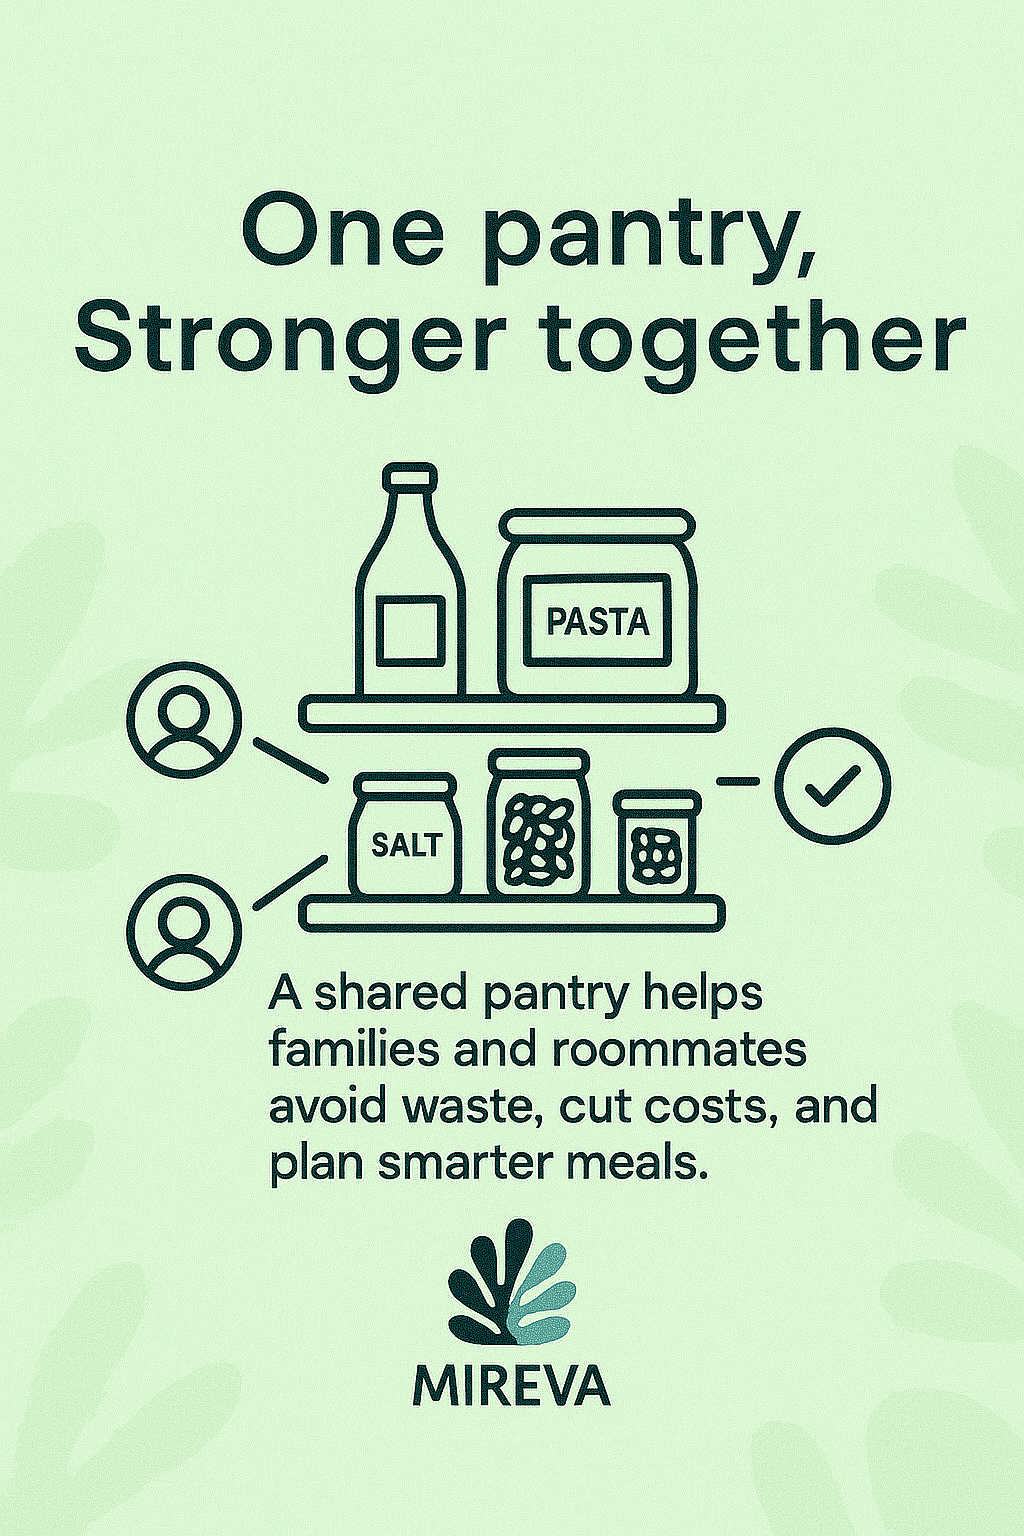 One pantry,
Stronger together
PASTA
SALT
A shared pantry helps
families and roommates
avoid waste, cut costs, and
plan smarter meals.
MIREVA